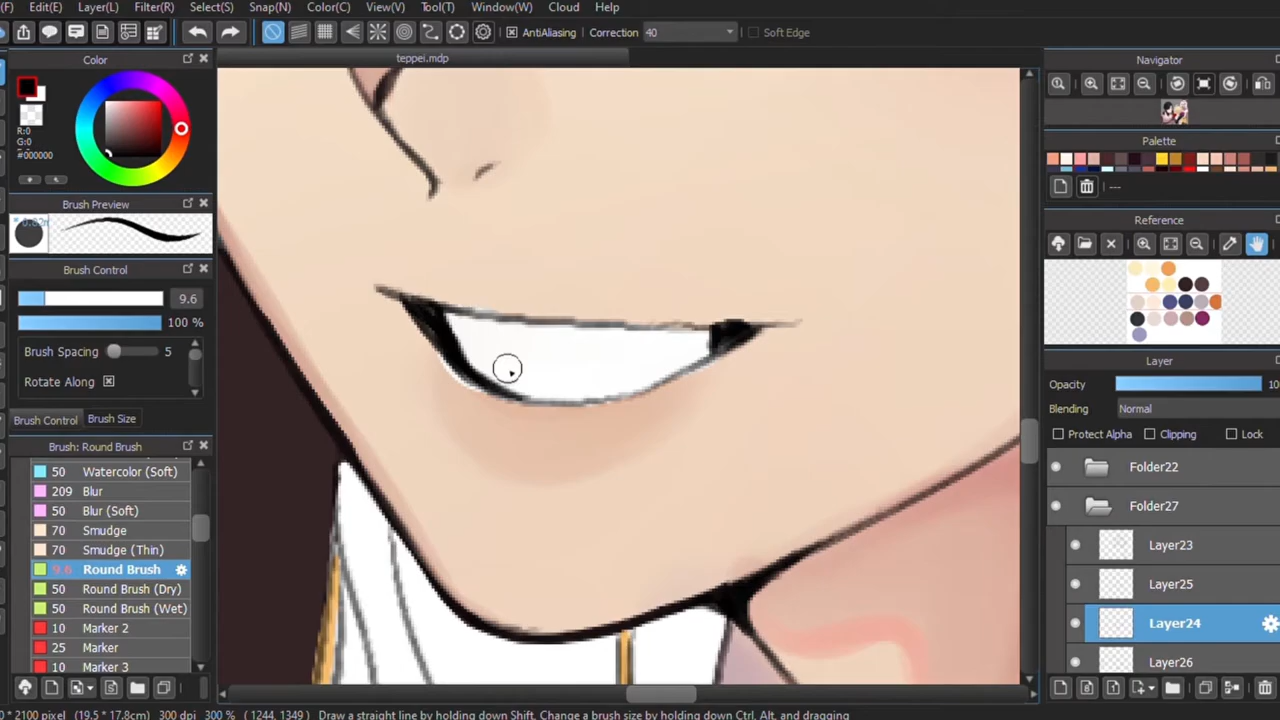 (F) Edit(E) Layer(L) Filter(R) Select(S) Snap(N) Color(C) View(V) Tool(T) Window(W) Cloud Help
AntiAliasing Correction 40 Soft Edge
teppei.mdp
Color
R:0
G:0
#000000
Brush Preview
Brush Control
9.6
100 %
Brush Spacing 5
Rotate Along
Brush Control Brush Size
Brush: Round Brush
50 Watercolor (Soft)
209 Blur
50 Blur (Soft)
70 Smudge
70 Smudge (Thin)
9.6 Round Brush
50 Round Brush (Dry)
50 Round Brush (Wet)
10 Marker 2
25 Marker
10 Marker 3
Navigator
Palette
---
Reference
Layer
Opacity 10
Blending Normal
Protect Alpha Clipping Lock
Folder22
Folder27
Layer23
Layer25
Layer24
Layer26
0 * 2100 pixel (19.5 * 17.8cm) 300 dpi 300 % ( 1244, 1349 ) Draw a straight line by holding down Shift, Change a brush size by holding down Ctrl, Alt, and dragging